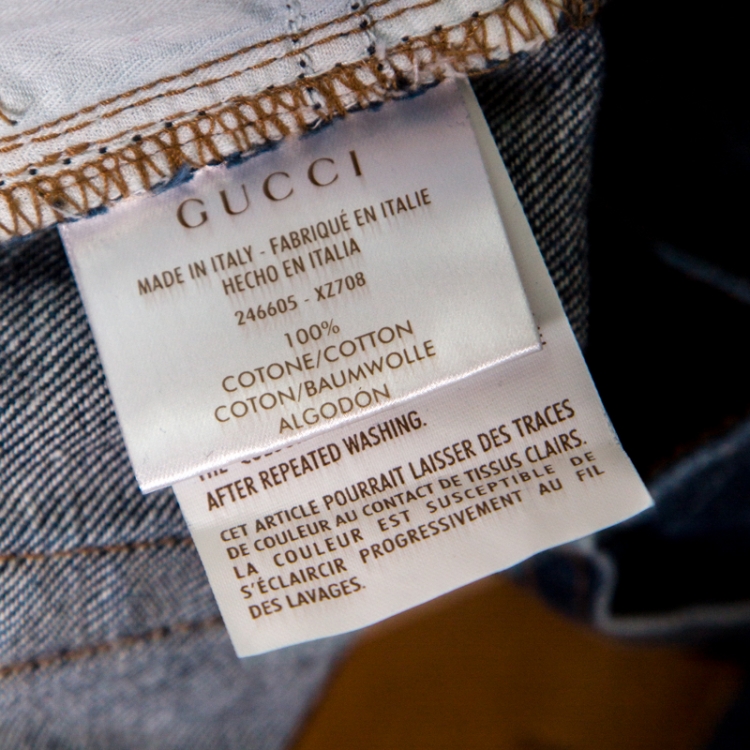 GUCCI
MADE IN ITALY - FABRIQUÉ EN ITALIE
HECHO EN ITALIA
246605 - XZ708
100%
COTONE/COTTON
COTON/BAUMWOLLE
ALGODÓN
THE
AFTER REPEATED WASHING.
CET ARTICLE POURRAIT LAISSER DES TRACES
DE COULEUR AU CONTACT DE TISSUS CLAIRS.
LA COULEUR EST SUSCEPTIBLE DE
S'ÉCLAIRCIR PROGRESSIVEMENT AU FIL
DES LAVAGES.